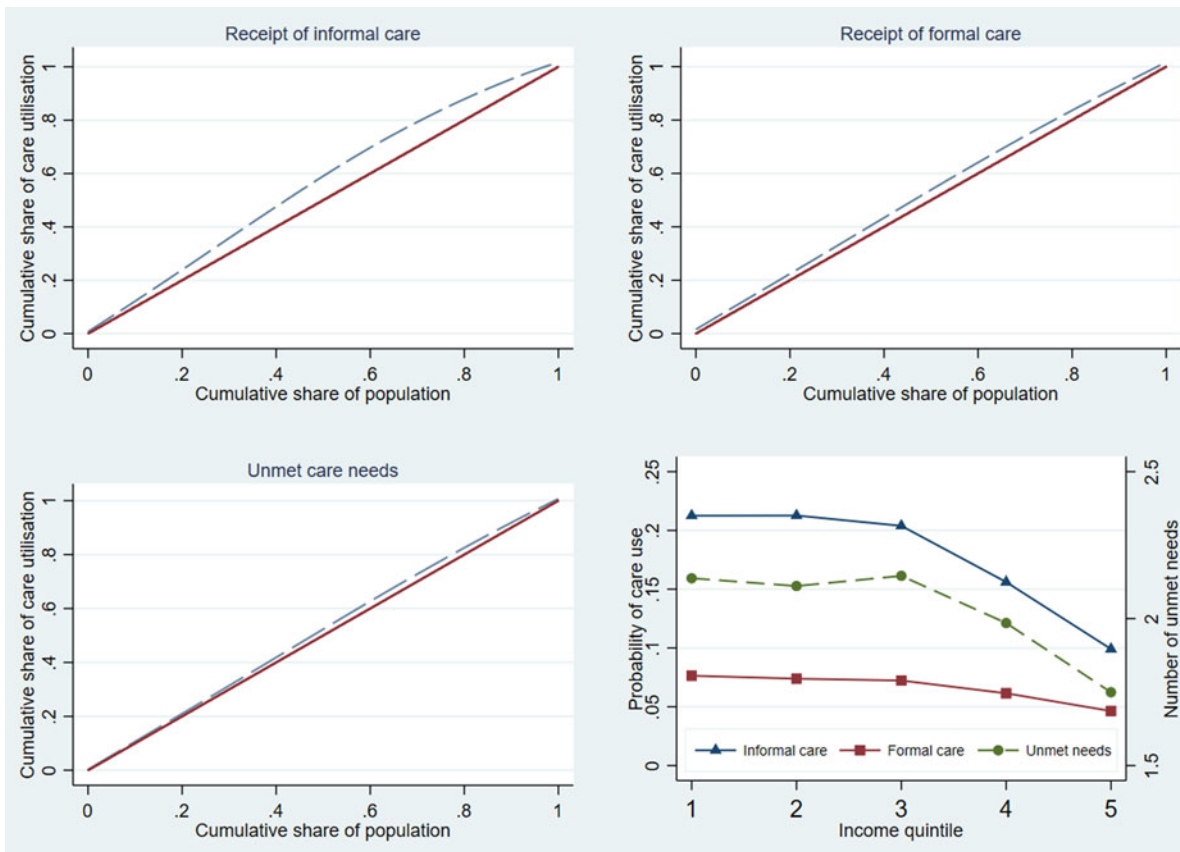 Receipt of informal care
Cumulative share of care utilisation
1
.8
.6
.4
.2
0
0 .2 .4 .6 .8 1
Cumulative share of population
Receipt of formal care
Cumulative share of care utilisation
1
.8
.6
.4
.2
0
0 .2 .4 .6 .8 1
Cumulative share of population
Unmet care needs
Cumulative share of care utilisation
1
.8
.6
.4
.2
0
0 .2 .4 .6 .8 1
Cumulative share of population
Probability of care use
.25
.2
.15
.1
.05
0
Number of unmet needs
2.5
2
1.5
Informal care Formal care Unmet needs
1 2 3 4 5
Income quintile